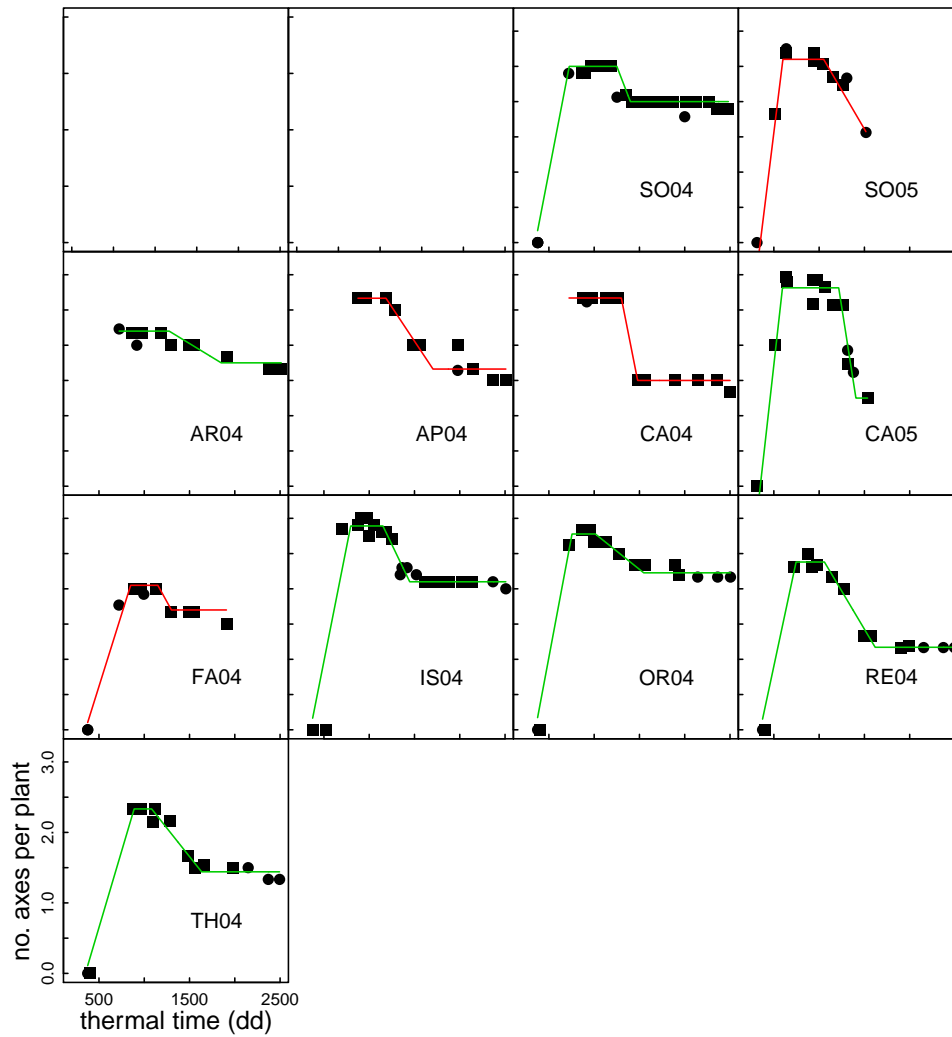 SO04
SO05
AR04
AP04
CA04
CA05
FA04
IS04
OR04
RE04
TH04
no. axes per plant
0.0 1.0 2.0 3.0
500 1500 2500
thermal time (dd)